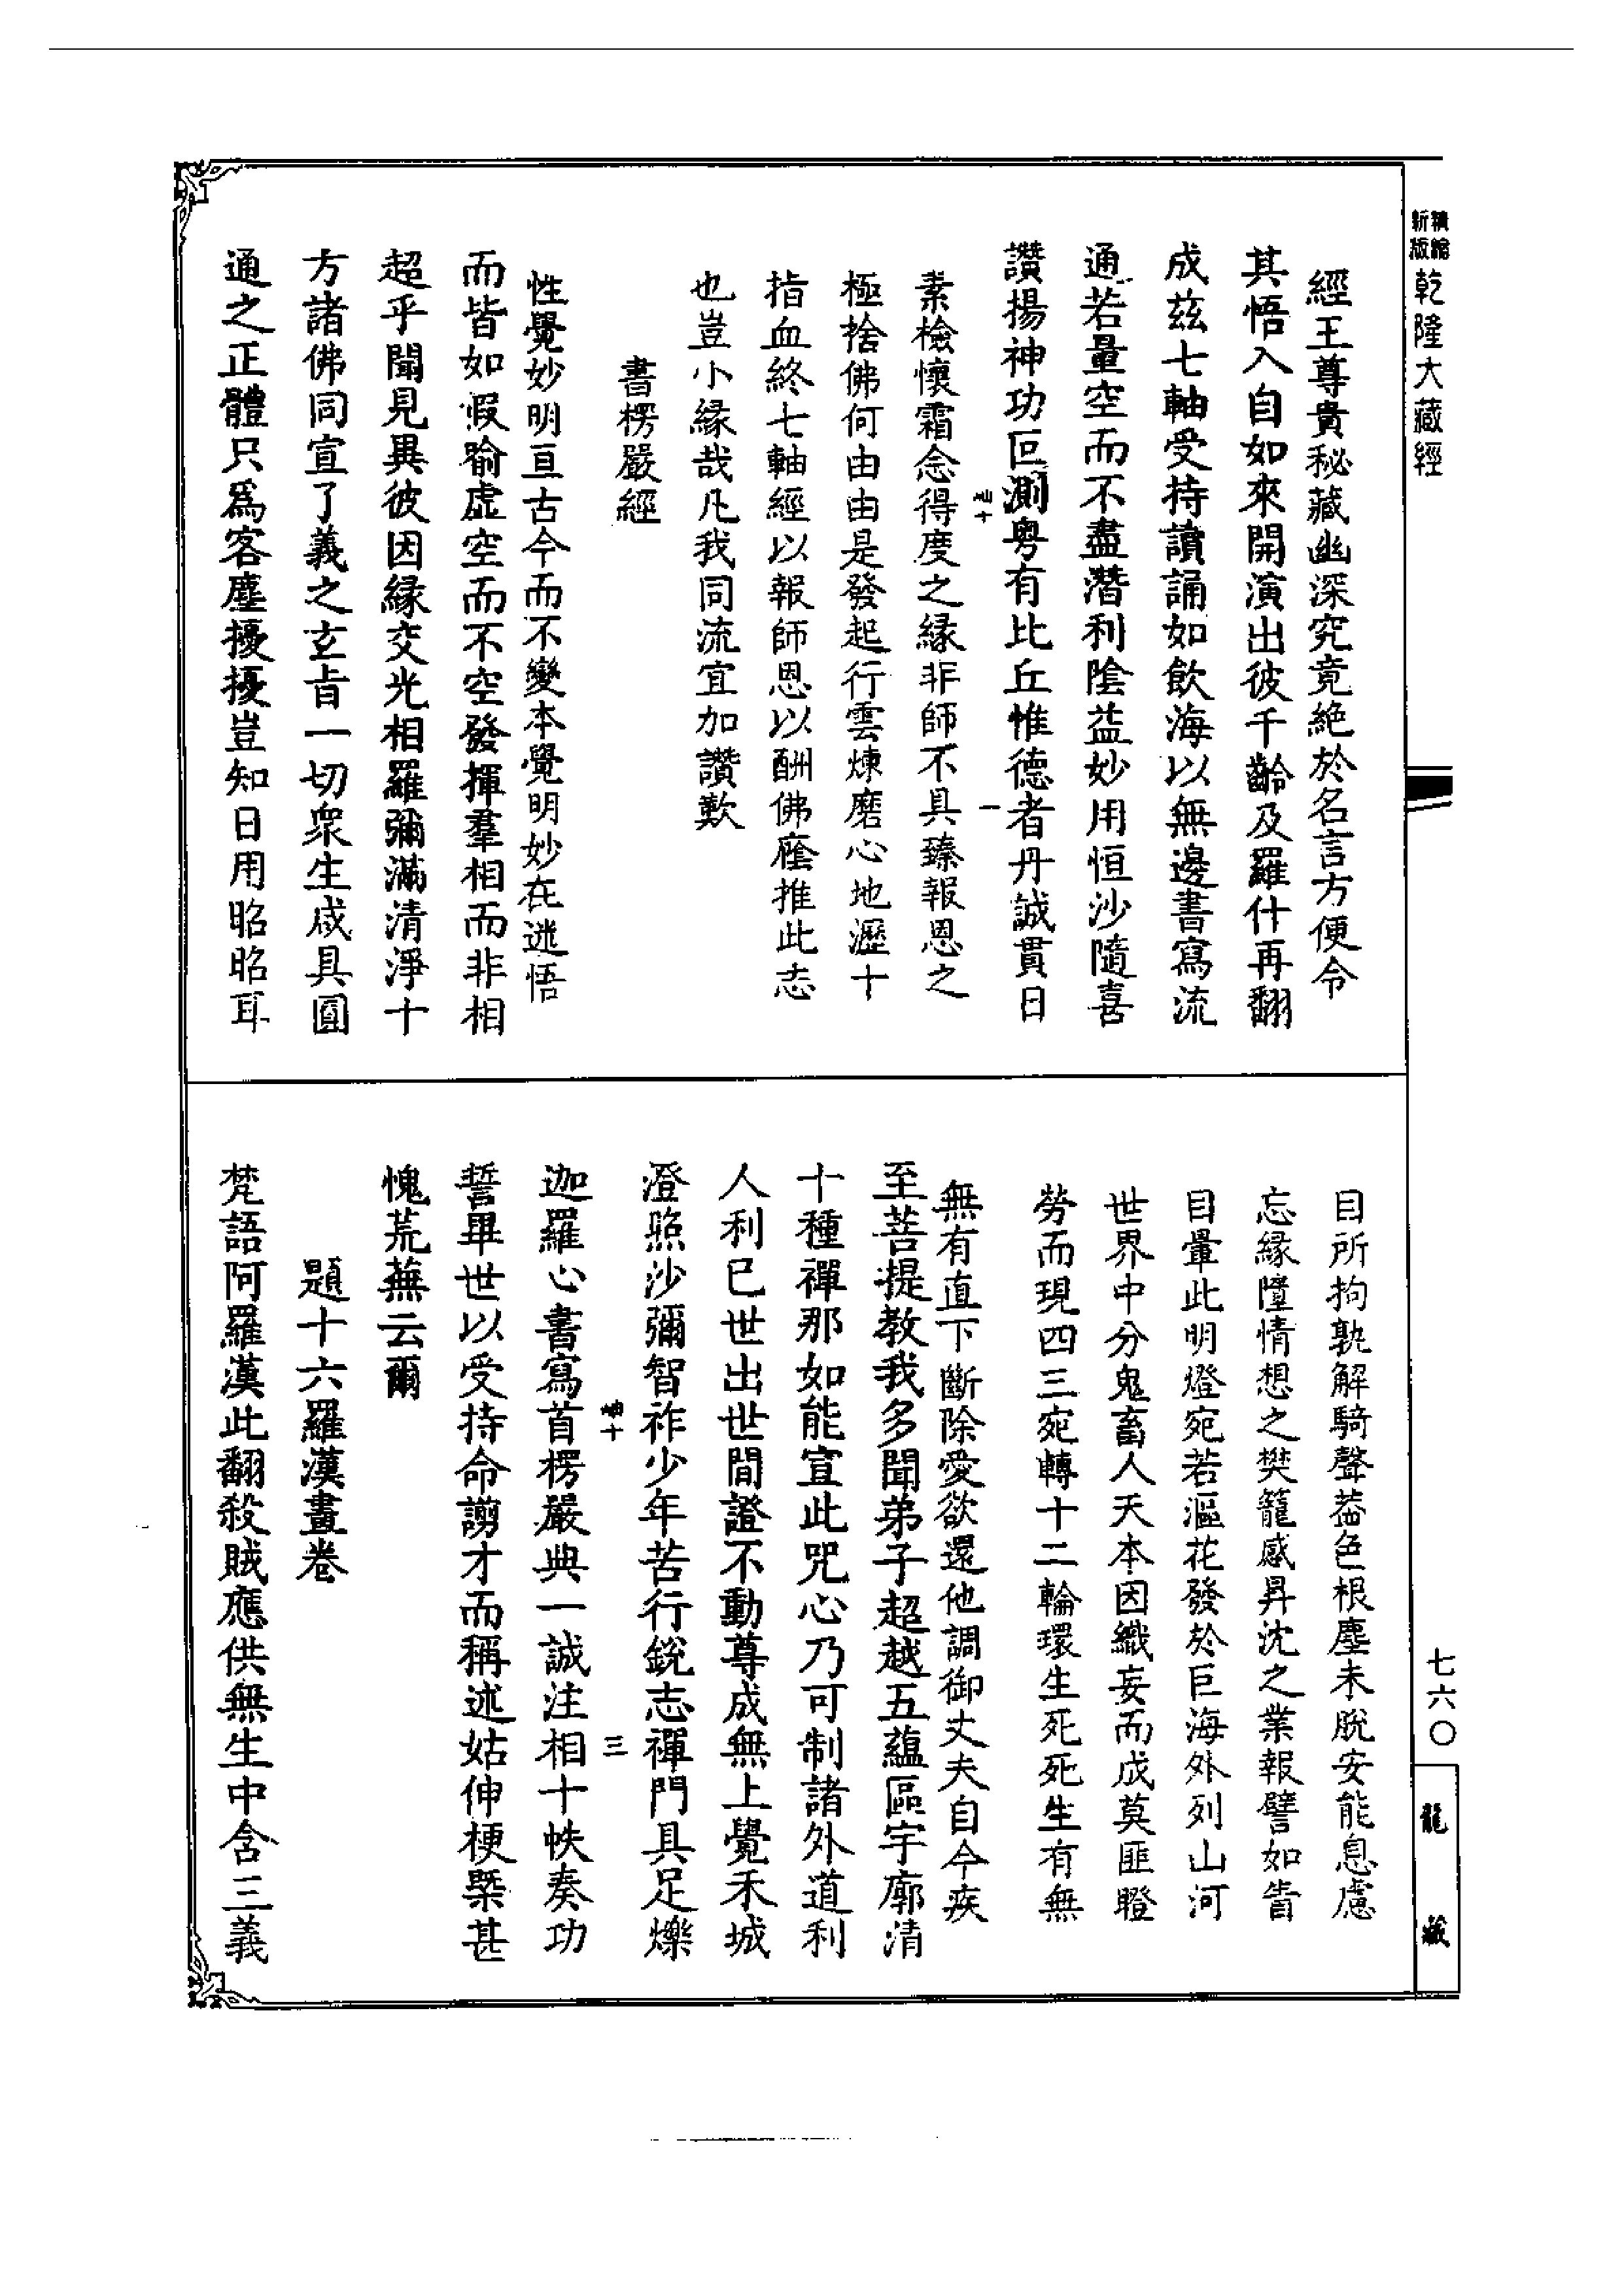 精縮新版乾隆大藏經
經王尊貴秘藏幽深究竟絕於名言方便令
其悟入自如來開演出彼千齡及羅什再翻
成茲七軸受持讀誦如飲海以無邊書寫流
通若量空而不盡潛利陰益妙用恒沙隨喜
讚揚神功叵測粵有比丘惟德者丹誠貫日
素檢懷霜念得度之緣非師不具臻報恩之
極捨佛何由由是發起行雲煉磨心地瀝十
指血終七軸經以報師恩以酬佛廕推此志
也豈小緣哉凡我同流宜加讚歎
書楞嚴經
性覺妙明亘古今而不變本覺明妙在迷悟
而皆如假喻虛空而不空發揮羣相而非相
超乎聞見異彼因緣交光相羅彌滿清淨十
方諸佛同宣了義之玄旨一切衆生咸具圓
通之正體只爲客塵擾擾豈知日用昭昭耳
目所拘孰解騎聲葢色根塵未脫安能息慮
忘緣墮情想之樊籠感昇沈之業報譬如眚
目暈此明燈宛若漚花發於巨海外列山河
世界中分鬼畜人天本因織妄而成莫匪瞪
勞而現四三宛轉十二輪環生死死生有無
無有直下斷除愛欲還他調御丈夫自今疾
至菩提教我多聞弟子超越五蘊區宇廓清
十種禪那如能宣此咒心乃可制諸外道利
人利已世出世間證不動尊成無上覺禾城
澄照沙彌智祚少年苦行銳志禪門具足爍
迦羅心書寫首楞嚴典一誠注相十帙奏功
誓畢世以受持命謭才而稱述姑伸梗槩甚
愧荒蕪云爾
題十六羅漢畫卷
梵語阿羅漢此翻殺賊應供無生中含三義
七六〇
龍藏